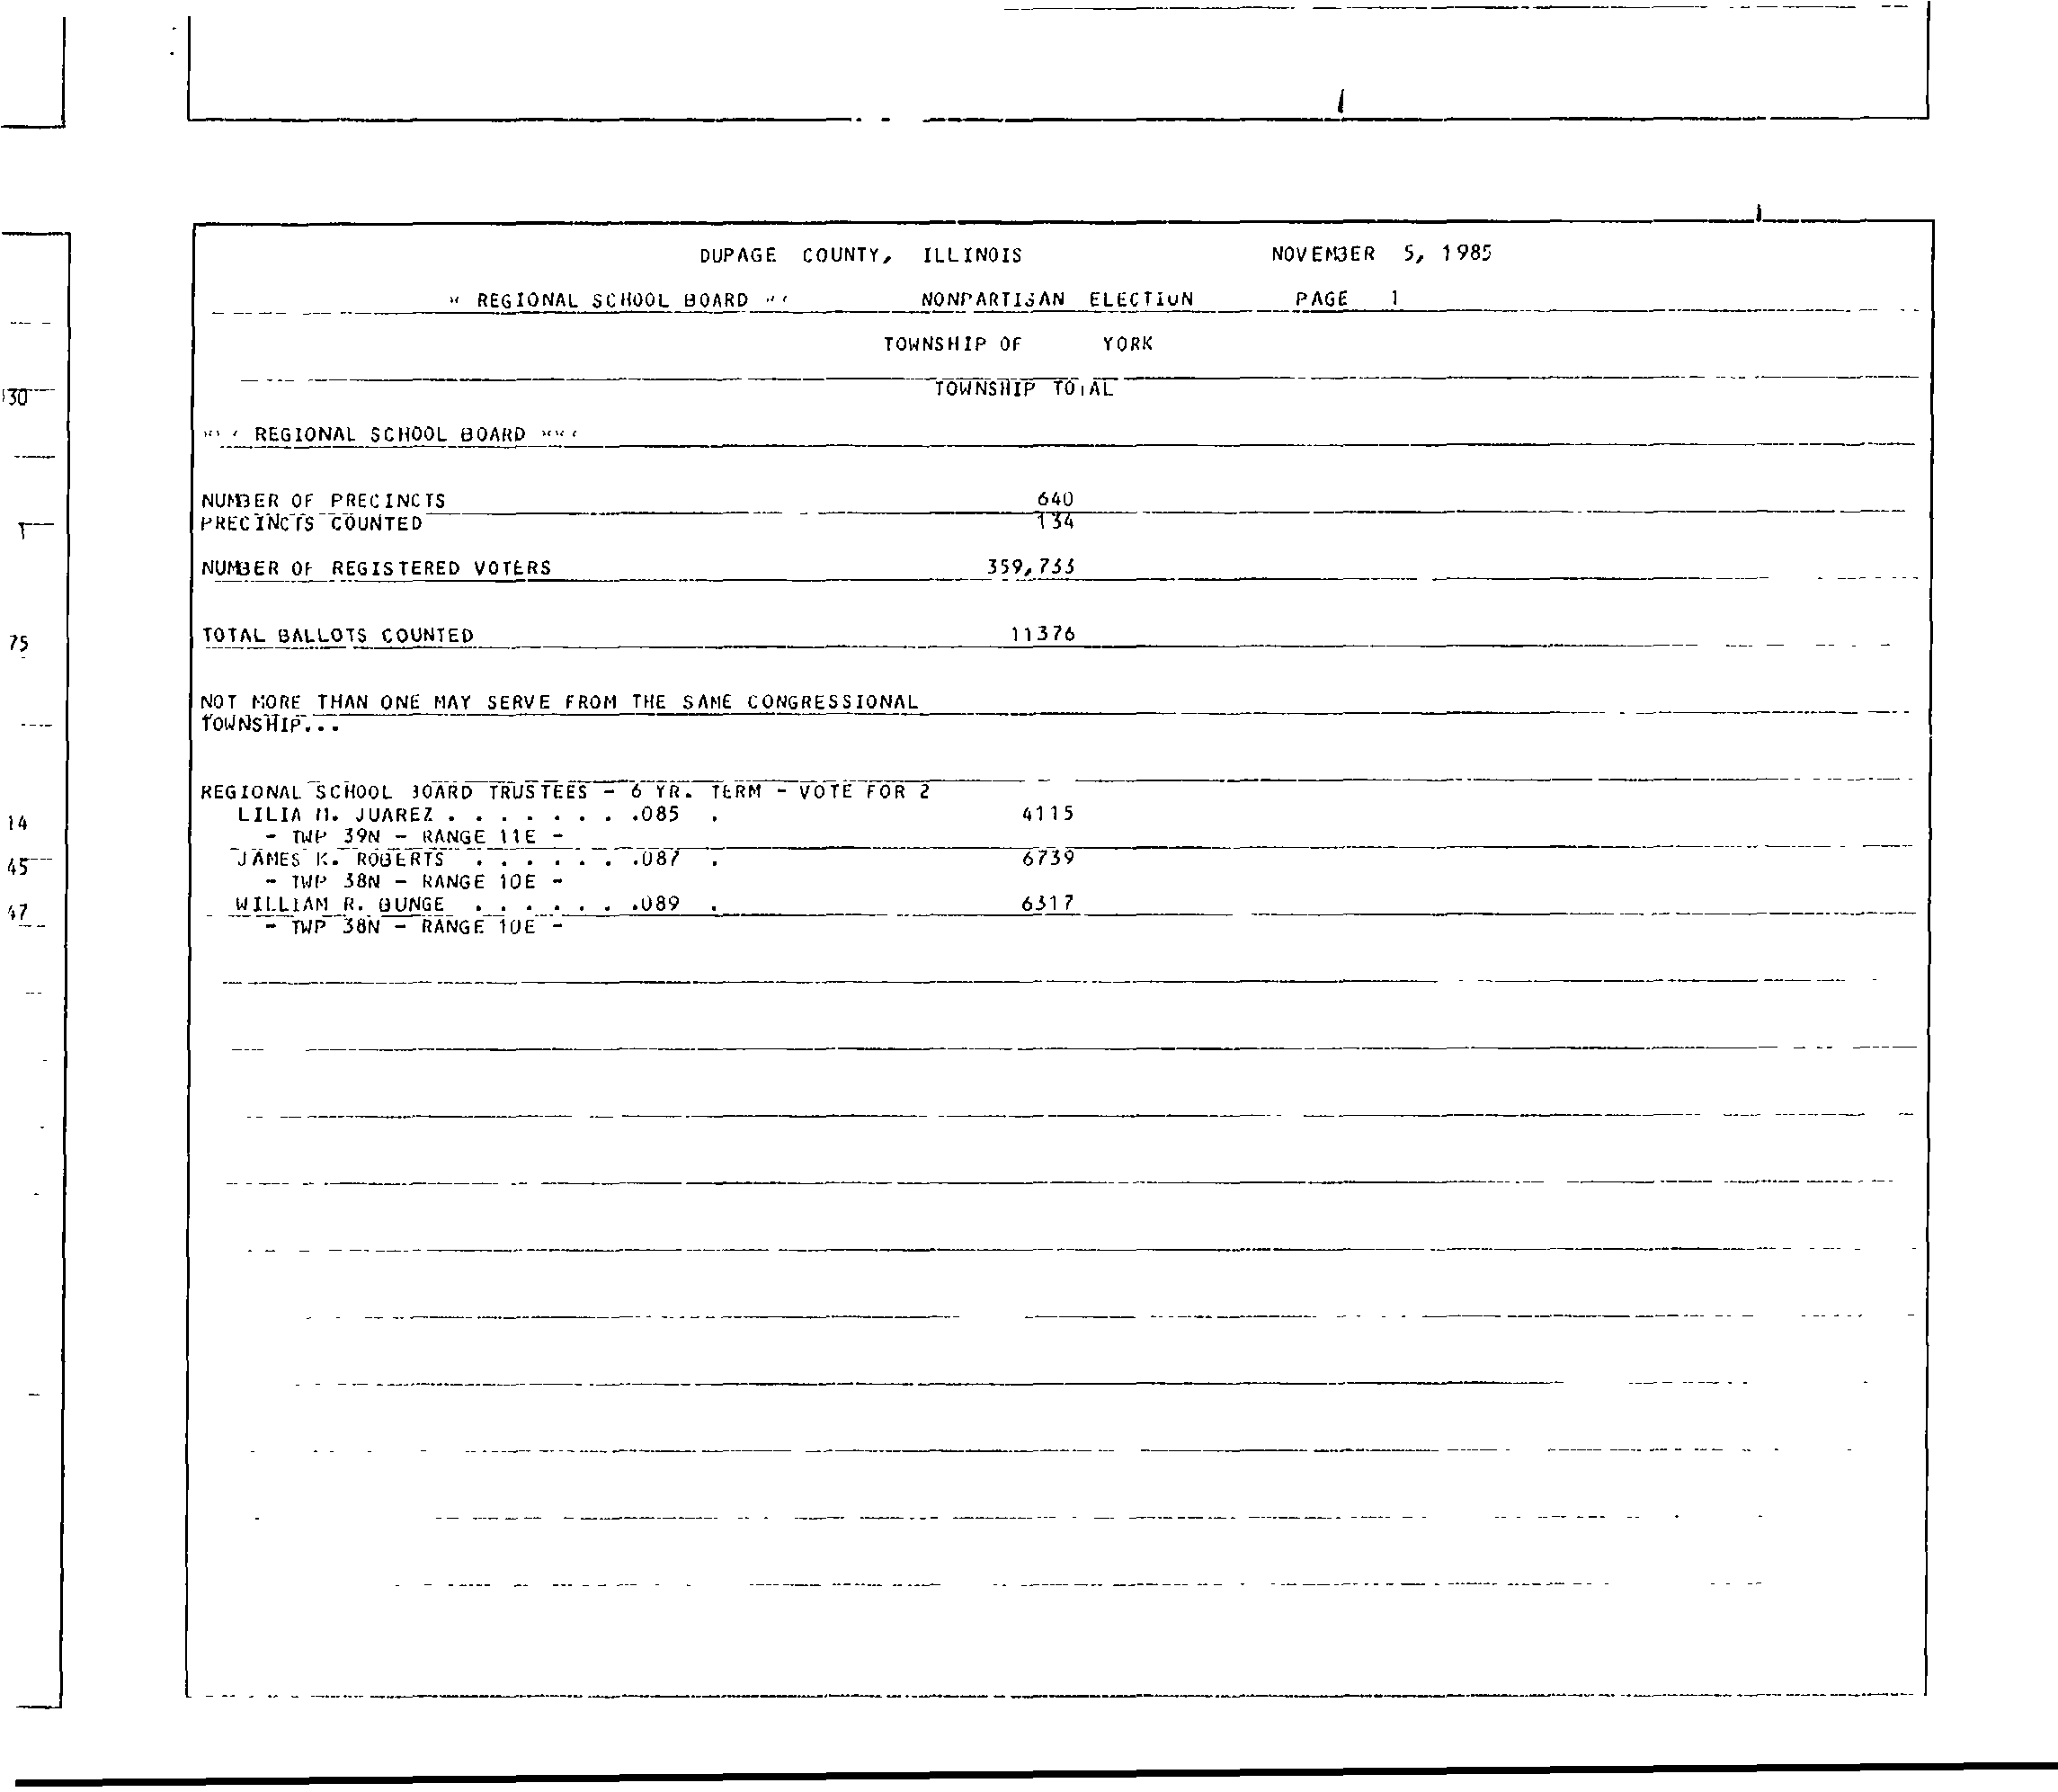 DUPAGE COUNTY, ILLINOIS NOVEMBER 5, 1985
REGIONAL SCHOOL BOARD NONPARTISAN ELECTION PAGE 1
TOWNSHIP OF YORK
TOWNSHIP TOTAL
130
REGIONAL SCHOOL BOARD
NUMBER OF PRECINCTS 640
PRECINCTS COUNTED 134
NUMBER OF REGISTERED VOTERS 359,733
TOTAL BALLOTS COUNTED 11376
75
NOT MORE THAN ONE MAY SERVE FROM THE SAME CONGRESSIONAL
TOWNSHIP...
REGIONAL SCHOOL BOARD TRUSTEES - 6 YR. TERM - VOTE FOR 2
LILIA M. JUAREZ . . . . . . . .085 . 4115
14
- TWP 39N - RANGE 11E -
JAMES K. ROBERTS . . . . . . .087 . 6739
45
- TWP 38N - RANGE 10E -
WILLIAM R. BUNGE . . . . . . .089 . 6317
47
- TWP 38N - RANGE 10E -